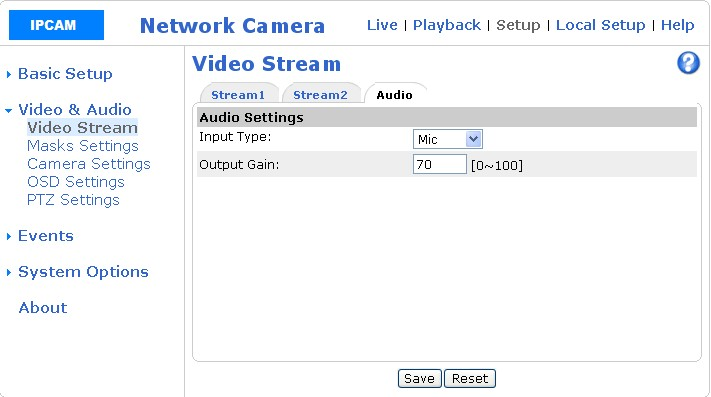 IPCAM
Network Camera
Live | Playback | Setup | Local Setup | Help
Basic Setup
Video & Audio
Video Stream
Masks Settings
Camera Settings
OSD Settings
PTZ Settings
Events
System Options
About
Video Stream
?
Stream1 Stream2 Audio
Audio Settings
Input Type: Mic
Output Gain: 70 [0~100]
Save Reset